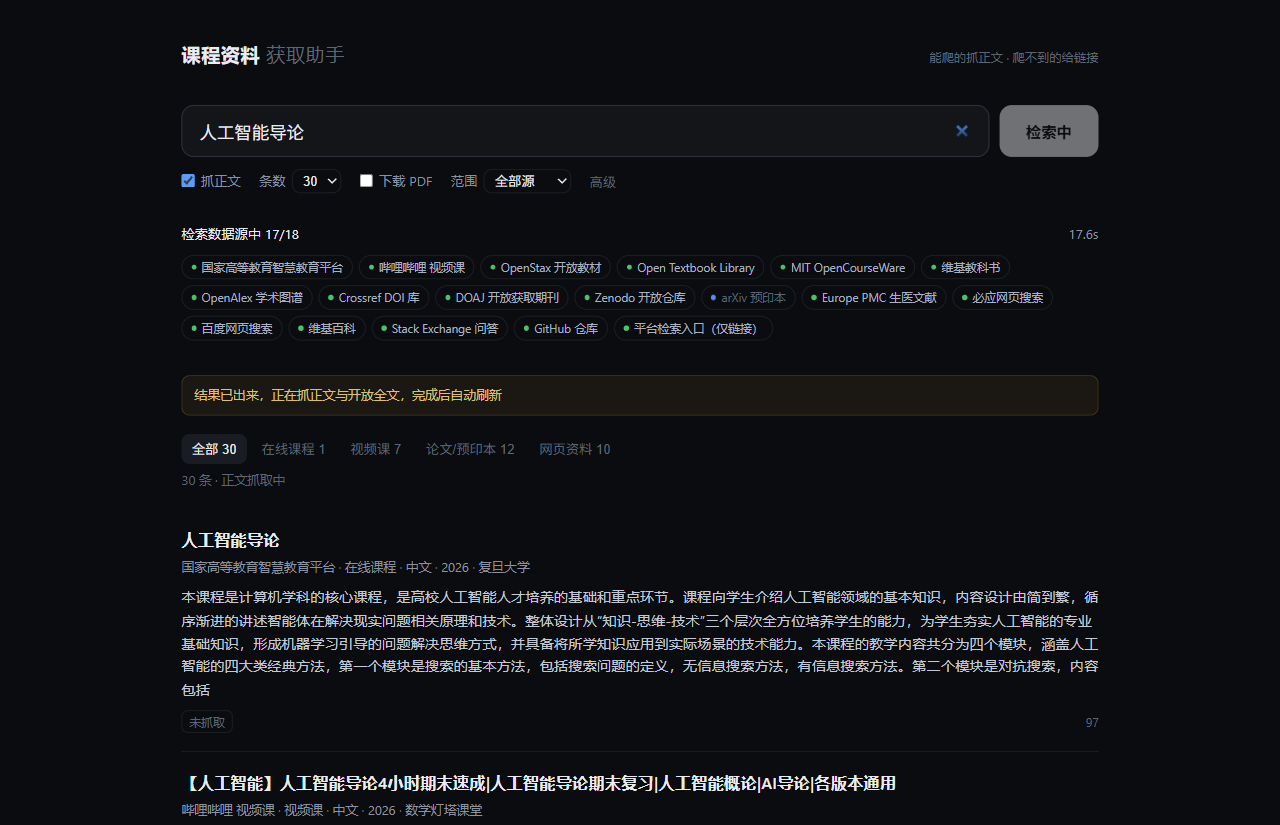 课程资料 获取助手
能爬的抓正文 · 爬不到的给链接
人工智能导论
检索中
抓正文 条数 30 下载 PDF 范围 全部源 高级
检索数据源中 17/18
17.6s
国家高等教育智慧教育平台 哔哩哔哩 视频课 OpenStax 开放教材 Open Textbook Library MIT OpenCourseWare 维基教科书
OpenAlex 学术图谱 Crossref DOI 库 DOAJ 开放获取期刊 Zenodo 开放仓库 arXiv 预印本 Europe PMC 生医文献 必应网页搜索
百度网页搜索 维基百科 Stack Exchange 问答 GitHub 仓库 平台检索入口（仅链接）
结果已出来，正在抓正文与开放全文，完成后自动刷新
全部 30 在线课程 1 视频课 7 论文/预印本 12 网页资料 10
30 条 · 正文抓取中
人工智能导论
国家高等教育智慧教育平台 · 在线课程 · 中文 · 2026 · 复旦大学
本课程是计算机学科的核心课程，是高校人工智能人才培养的基础和重点环节。课程向学生介绍人工智能领域的基本知识，内容设计由简到繁，循
序渐进的讲述智能体在解决现实问题相关原理和技术。整体设计从“知识-思维-技术”三个层次全方位培养学生的能力，为学生夯实人工智能的专业
基础知识，形成机器学习引导的问题解决思维方式，并具备将所学知识应用到实际场景的技术能力。本课程的教学内容共分为四个模块，涵盖人工
智能的四大类经典方法，第一个模块是搜索的基本方法，包括搜索问题的定义，无信息搜索方法，有信息搜索方法。第二个模块是对抗搜索，内容
包括
未抓取
97
【人工智能】人工智能导论4小时期末速成|人工智能导论期末复习|人工智能概论|AI导论|各版本通用
哔哩哔哩 视频课 · 视频课 · 中文 · 2026 · 数学灯塔课堂